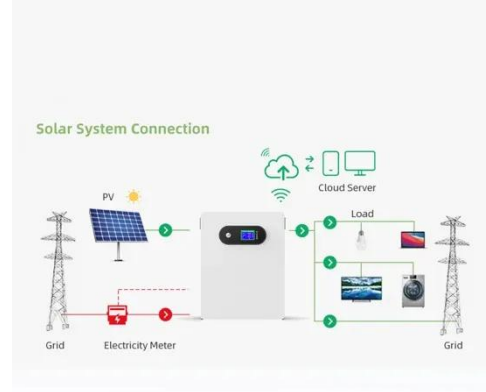 Solar System Connection
Cloud Server
PV
Load
Grid
Electricity Meter
Grid